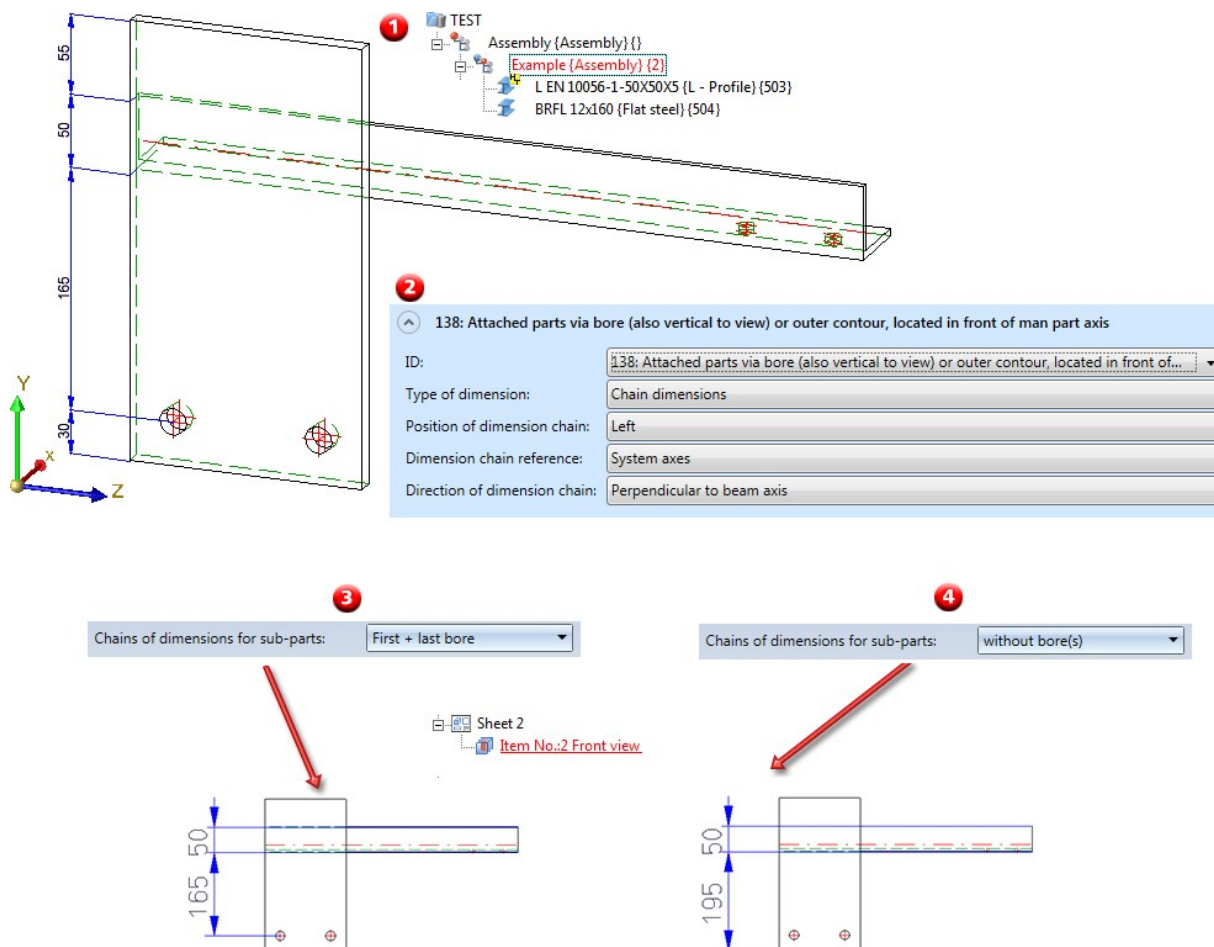 1
TEST
Assembly {Assembly} {}
Example {Assembly} {2}
L EN 10056-1-50X50X5 {L - Profile} {503}
BRFL 12x160 {Flat steel} {504}
55
50
165
30
Y
X
Z
2
138: Attached parts via bore (also vertical to view) or outer contour, located in front of man part axis
ID: 138: Attached parts via bore (also vertical to view) or outer contour, located in front of...
Type of dimension: Chain dimensions
Position of dimension chain: Left
Dimension chain reference: System axes
Direction of dimension chain: Perpendicular to beam axis
3
Chains of dimensions for sub-parts: First + last bore
4
Chains of dimensions for sub-parts: without bore(s)
Sheet 2
Item No.:2 Front view
50
165
50
195